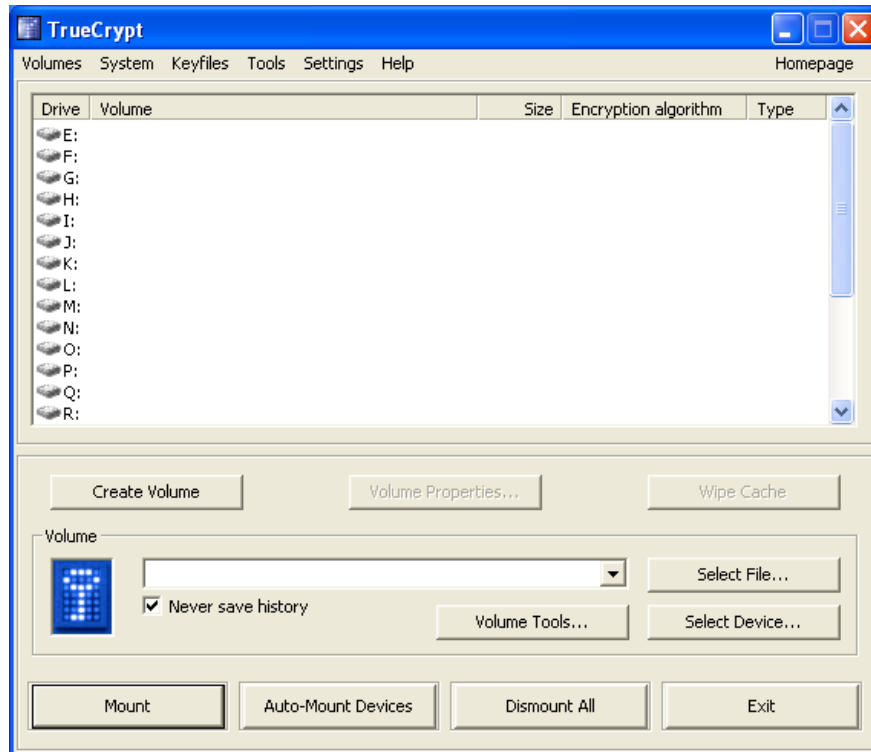 TrueCrypt
Volumes System Keyfiles Tools Settings Help Homepage
Drive Volume Size Encryption algorithm Type
E:
F:
G:
H:
I:
J:
K:
L:
M:
N:
O:
P:
Q:
R:
Create Volume Volume Properties... Wipe Cache
Volume
Select File...
Never save history
Volume Tools... Select Device...
Mount Auto-Mount Devices Dismount All Exit